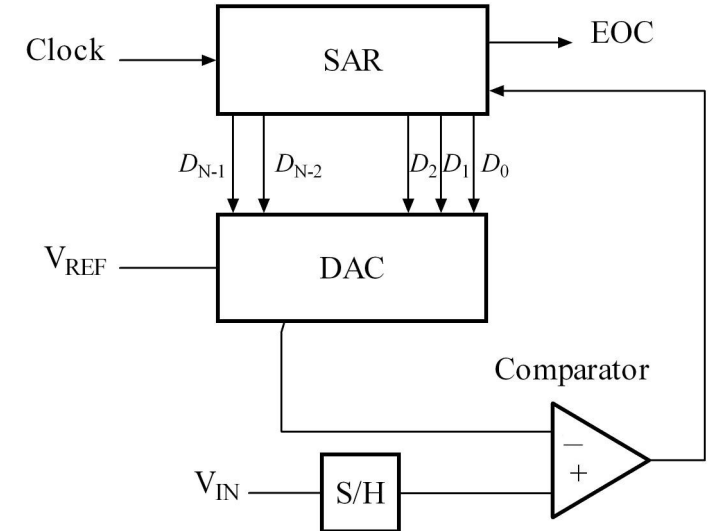 Clock
SAR
EOC
D_N-1 D_N-2 D_2 D_1 D_0
V_REF
DAC
Comparator
−
+
V_IN
S/H